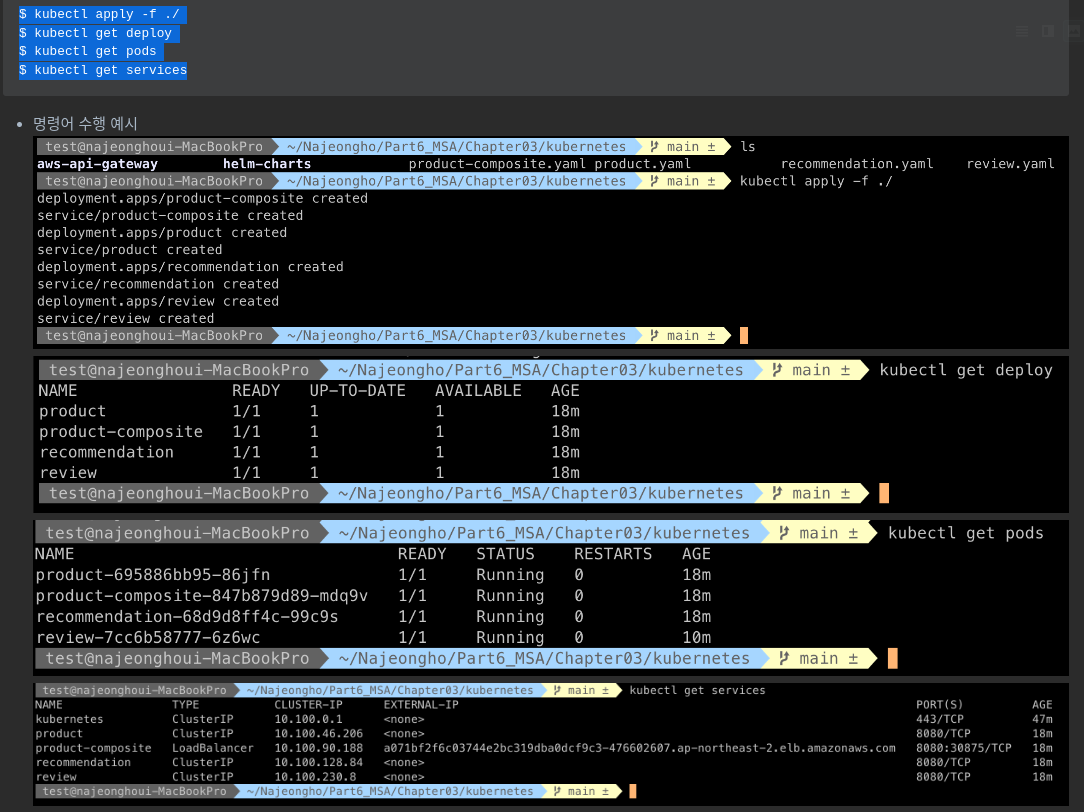 $ kubectl apply -f ./
$ kubectl get deploy
$ kubectl get pods
$ kubectl get services
• 명령어 수행 예시
test@najeonghoui-MacBookPro ~/Najeongho/Part6_MSA/Chapter03/kubernetes main ± ls
aws-api-gateway helm-charts product-composite.yaml product.yaml recommendation.yaml review.yaml
test@najeonghoui-MacBookPro ~/Najeongho/Part6_MSA/Chapter03/kubernetes main ± kubectl apply -f ./
deployment.apps/product-composite created
service/product-composite created
deployment.apps/product created
service/product created
deployment.apps/recommendation created
service/recommendation created
deployment.apps/review created
service/review created
test@najeonghoui-MacBookPro ~/Najeongho/Part6_MSA/Chapter03/kubernetes main ±
test@najeonghoui-MacBookPro ~/Najeongho/Part6_MSA/Chapter03/kubernetes main ± kubectl get deploy
NAME READY UP-TO-DATE AVAILABLE AGE
product 1/1 1 1 18m
product-composite 1/1 1 1 18m
recommendation 1/1 1 1 18m
review 1/1 1 1 18m
test@najeonghoui-MacBookPro ~/Najeongho/Part6_MSA/Chapter03/kubernetes main ±
test@najeonghoui-MacBookPro ~/Najeongho/Part6_MSA/Chapter03/kubernetes main ± kubectl get pods
NAME READY STATUS RESTARTS AGE
product-695886bb95-86jfn 1/1 Running 0 18m
product-composite-847b879d89-mdq9v 1/1 Running 0 18m
recommendation-68d9d8ff4c-99c9s 1/1 Running 0 18m
review-7cc6b58777-6z6wc 1/1 Running 0 10m
test@najeonghoui-MacBookPro ~/Najeongho/Part6_MSA/Chapter03/kubernetes main ±
test@najeonghoui-MacBookPro ~/Najeongho/Part6_MSA/Chapter03/kubernetes main ± kubectl get services
NAME TYPE CLUSTER-IP EXTERNAL-IP PORT(S) AGE
kubernetes ClusterIP 10.100.0.1 <none> 443/TCP 47m
product ClusterIP 10.100.46.206 <none> 8080/TCP 18m
product-composite LoadBalancer 10.100.90.188 a071bf2f6c03744e2bc319dba0dcf9c3-476602607.ap-northeast-2.elb.amazonaws.com 8080:30875/TCP 18m
recommendation ClusterIP 10.100.128.84 <none> 8080/TCP 18m
review ClusterIP 10.100.230.8 <none> 8080/TCP 18m
test@najeonghoui-MacBookPro ~/Najeongho/Part6_MSA/Chapter03/kubernetes main ±